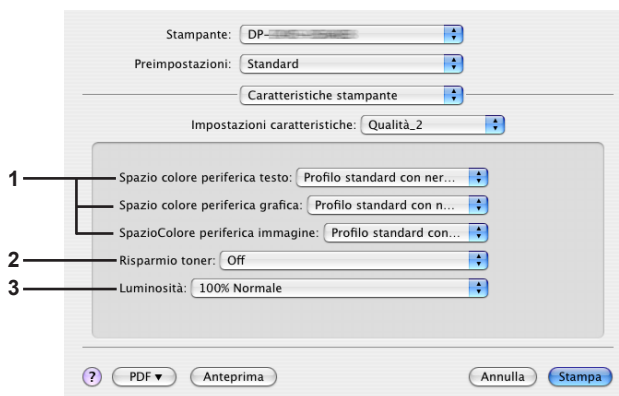 Stampante: DP-
Preimpostazioni: Standard
Caratteristiche stampante
Impostazioni caratteristiche: Qualità_2
1 Spazio colore periferica testo: Profilo standard con ner...
Spazio colore periferica grafica: Profilo standard con n...
SpazioColore periferica immagine: Profilo standard con...
2 Risparmio toner: Off
3 Luminosità: 100% Normale
? PDF ▼ Anteprima Annulla Stampa